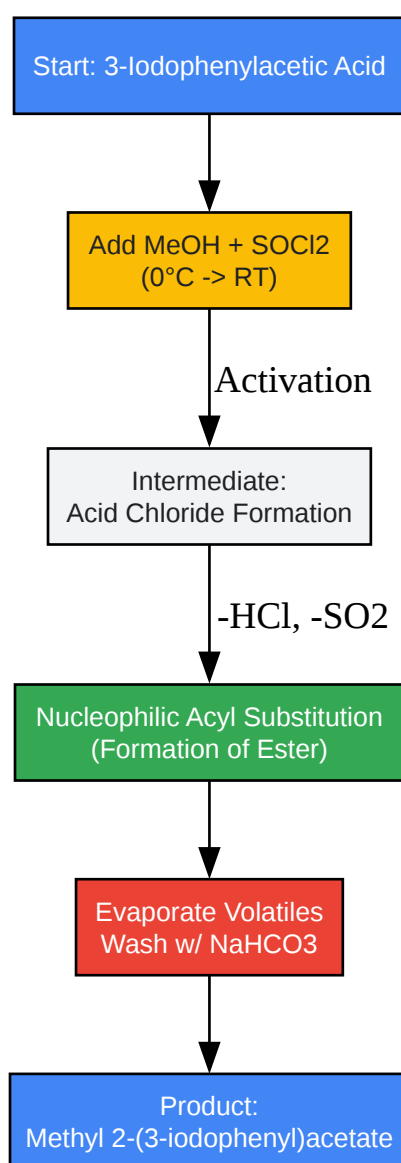 Start: 3-Iodophenylacetic Acid
Add MeOH + SOCl2
(0°C -> RT)
Activation
Intermediate:
Acid Chloride Formation
-HCl, -SO2
Nucleophilic Acyl Substitution
(Formation of Ester)
Evaporate Volatiles
Wash w/ NaHCO3
Product:
Methyl 2-(3-iodophenyl)acetate